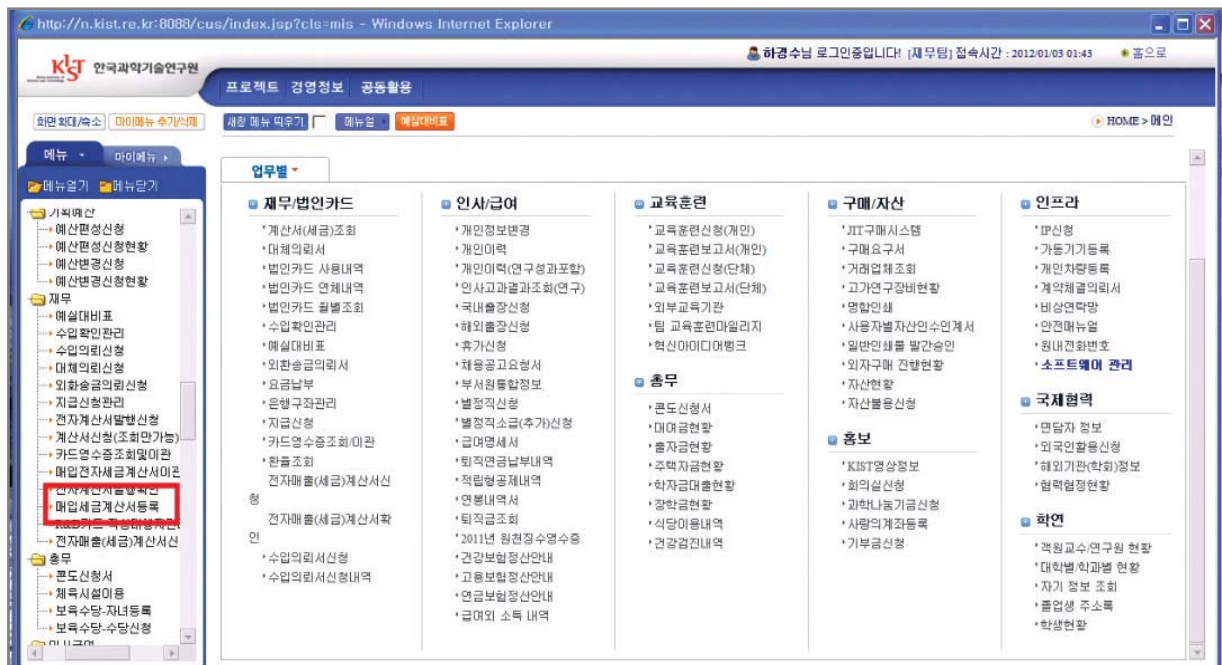 http://n.kist.re.kr:8088/cus/index.jsp?cls=mis - Windows Internet Explorer
KIST 한국과학기술연구원
하경수님 로그인중입니다! [재무팀] 접속시간 : 2012/01/03 01:43 홈으로
프로젝트 경영정보 공동활용
화면확대/축소 마이메뉴 추가/삭제
새창 메뉴 띄우기 메뉴얼 예실대비표
HOME > 메인
메뉴 마이메뉴
메뉴열기 메뉴닫기
기획예산
예산편성신청
예산편성신청현황
예산변경신청
예산변경신청현황
재무
예실대비표
수입확인관리
수입의뢰신청
대체의뢰신청
외화송금의뢰신청
지급신청관리
전자계산서발행신청
계산서신청(조회만가능)
카드영수증조회및이관
매입전자세금계산서이관
전자계산서발행확인
매입세금계산서등록
전자매출(세금)계산서신
총무
콘도신청서
체육시설이용
보육수당-자녀등록
보육수당-수당신청
인사급여
업무별
재무/법인카드
계산서(세금)조회
대체의뢰서
법인카드 사용내역
법인카드 연체내역
법인카드 월별조회
수입확인관리
예실대비표
외환송금의뢰서
요금납부
은행구좌관리
지급신청
카드영수증조회/이관
환율조회
전자매출(세금)계산서신
청
전자매출(세금)계산서확
인
수입의뢰서신청
수입의뢰서신청내역
인사/급여
개인정보변경
개인이력
개인이력(연구성과포함)
인사고과결과조회(연구)
국내출장신청
해외출장신청
휴가신청
채용공고요청서
부서원통합정보
별정직신청
별정직소급(추가)신청
급여명세서
퇴직연금납부내역
적립형공제내역
연봉내역서
퇴직금조회
2011년 원천징수영수증
건강보험정산안내
고용보험정산안내
연금보험정산안내
급여외 소득 내역
교육훈련
교육훈련신청(개인)
교육훈련보고서(개인)
교육훈련신청(단체)
교육훈련보고서(단체)
외부교육기관
팀 교육훈련마일리지
혁신아이디어뱅크
총무
콘도신청서
대여금현황
출자금현황
주택자금현황
학자금대출현황
장학금현황
식당이용내역
건강검진내역
구매/자산
JIT구매시스템
구매요구서
거래업체조회
고가연구장비현황
명함인쇄
사용자별자산인수인계서
일반인쇄물 발간승인
외자구매 진행현황
자산현황
자산불용신청
홍보
KIST영상정보
회의실신청
과학나눔기금신청
사랑의계좌등록
기부금신청
인프라
IP신청
가동기기등록
개인차량등록
계약체결의뢰서
비상연락망
안전매뉴얼
원내전화번호
소프트웨어 관리
국제협력
면담자 정보
외국인활용신청
해외기관(학회)정보
협력협정현황
학연
객원교수/연구원 현황
대학별/학과별 현황
자기 정보 조회
졸업생 주소록
학생현황